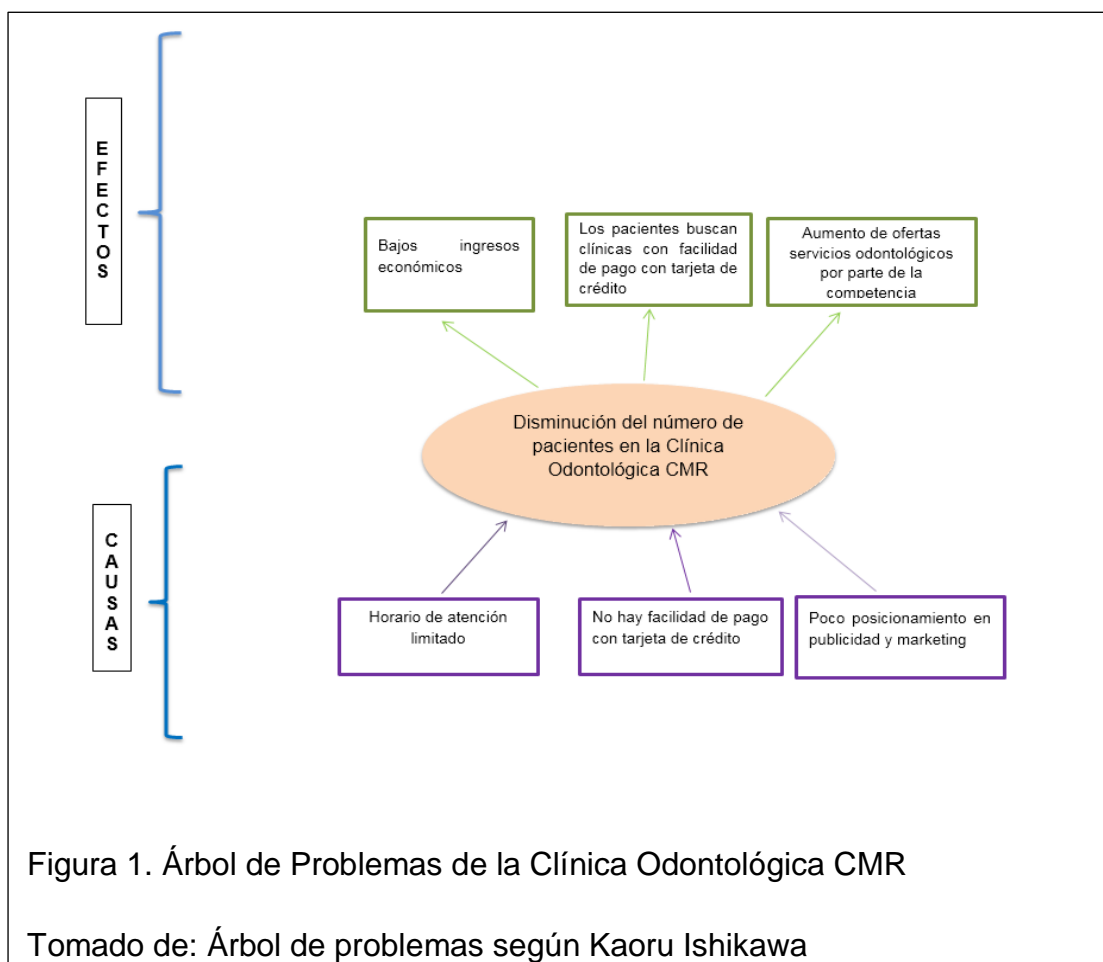 EFECTOS
Bajos ingresos
económicos
Los pacientes buscan
clínicas con facilidad
de pago con tarjeta de
crédito
Aumento de ofertas
servicios odontológicos
por parte de la
competencia
Disminución del número de
pacientes en la Clínica
Odontológica CMR
CAUSAS
Horario de atención
limitado
No hay facilidad de pago
con tarjeta de crédito
Poco posicionamiento en
publicidad y marketing
Figura 1. Árbol de Problemas de la Clínica Odontológica CMR
Tomado de: Árbol de problemas según Kaoru Ishikawa